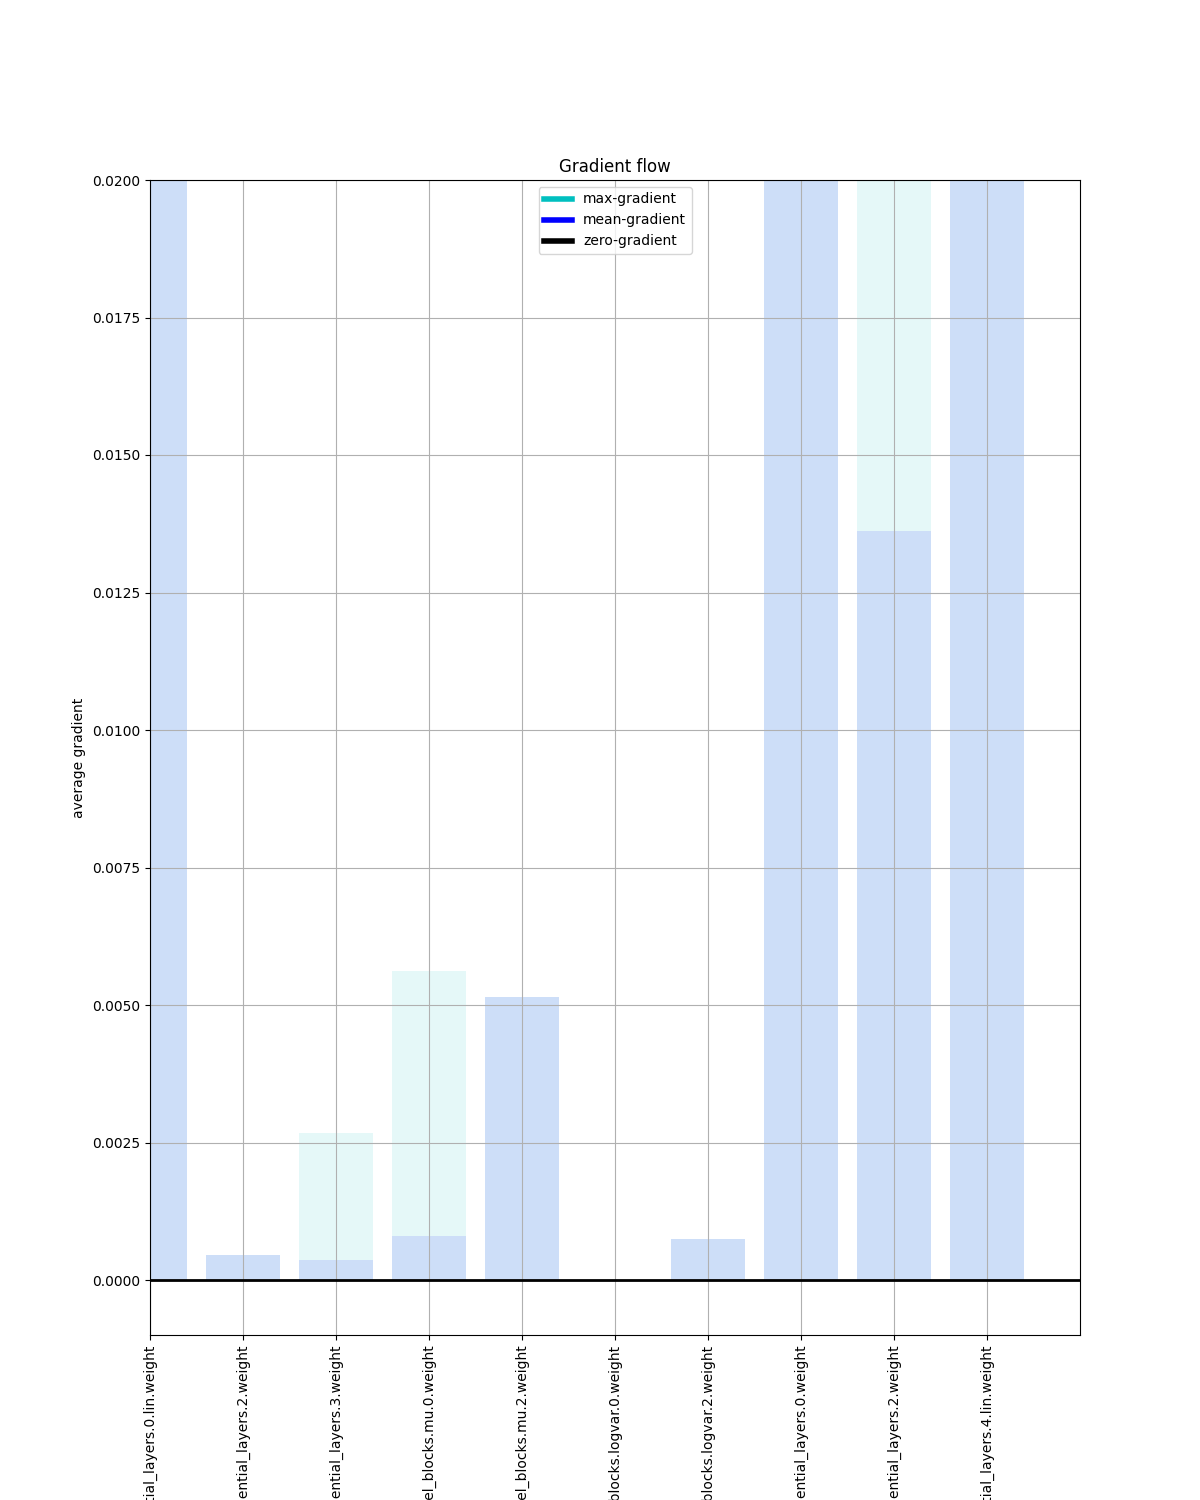 Gradient flow
max-gradient
mean-gradient
zero-gradient
average gradient
0.0200
0.0175
0.0150
0.0125
0.0100
0.0075
0.0050
0.0025
0.0000
tial_layers.0.lin.weight
ential_layers.2.weight
ential_layers.3.weight
el_blocks.mu.0.weight
el_blocks.mu.2.weight
blocks.logvar.0.weight
blocks.logvar.2.weight
ential_layers.0.weight
ential_layers.2.weight
tial_layers.4.lin.weight